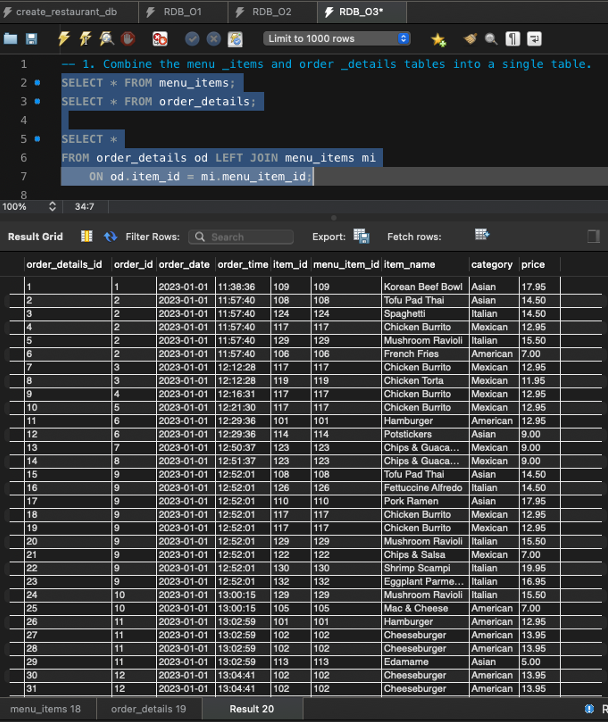 create_restaurant_db RDB_O1 RDB_O2 RDB_O3*
Limit to 1000 rows
1 -- 1. Combine the menu _items and order _details tables into a single table.
2 SELECT * FROM menu_items;
3 SELECT * FROM order_details;
4
5 SELECT *
6 FROM order_details od LEFT JOIN menu_items mi
7 ON od.item_id = mi.menu_item_id;
8
100% 34:7
Result Grid Filter Rows: Search Export: Fetch rows:
order_details_id order_id order_date order_time item_id menu_item_id item_name category price
1 1 2023-01-01 11:38:36 109 109 Korean Beef Bowl Asian 17.95
2 2 2023-01-01 11:57:40 108 108 Tofu Pad Thai Asian 14.50
3 2 2023-01-01 11:57:40 124 124 Spaghetti Italian 14.50
4 2 2023-01-01 11:57:40 117 117 Chicken Burrito Mexican 12.95
5 2 2023-01-01 11:57:40 129 129 Mushroom Ravioli Italian 15.50
6 2 2023-01-01 11:57:40 106 106 French Fries American 7.00
7 3 2023-01-01 12:12:28 117 117 Chicken Burrito Mexican 12.95
8 3 2023-01-01 12:12:28 119 119 Chicken Torta Mexican 11.95
9 4 2023-01-01 12:16:31 117 117 Chicken Burrito Mexican 12.95
10 5 2023-01-01 12:21:30 117 117 Chicken Burrito Mexican 12.95
11 6 2023-01-01 12:29:36 101 101 Hamburger American 12.95
12 6 2023-01-01 12:29:36 114 114 Potstickers Asian 9.00
13 7 2023-01-01 12:50:37 123 123 Chips & Guaca... Mexican 9.00
14 8 2023-01-01 12:51:37 123 123 Chips & Guaca... Mexican 9.00
15 9 2023-01-01 12:52:01 108 108 Tofu Pad Thai Asian 14.50
16 9 2023-01-01 12:52:01 126 126 Fettuccine Alfredo Italian 14.50
17 9 2023-01-01 12:52:01 110 110 Pork Ramen Asian 17.95
18 9 2023-01-01 12:52:01 117 117 Chicken Burrito Mexican 12.95
19 9 2023-01-01 12:52:01 117 117 Chicken Burrito Mexican 12.95
20 9 2023-01-01 12:52:01 129 129 Mushroom Ravioli Italian 15.50
21 9 2023-01-01 12:52:01 122 122 Chips & Salsa Mexican 7.00
22 9 2023-01-01 12:52:01 130 130 Shrimp Scampi Italian 19.95
23 9 2023-01-01 12:52:01 132 132 Eggplant Parme... Italian 16.95
24 10 2023-01-01 13:00:15 129 129 Mushroom Ravioli Italian 15.50
25 10 2023-01-01 13:00:15 105 105 Mac & Cheese American 7.00
26 11 2023-01-01 13:02:59 101 101 Hamburger American 12.95
27 11 2023-01-01 13:02:59 102 102 Cheeseburger American 13.95
28 11 2023-01-01 13:02:59 102 102 Cheeseburger American 13.95
29 11 2023-01-01 13:02:59 113 113 Edamame Asian 5.00
30 12 2023-01-01 13:04:41 102 102 Cheeseburger American 13.95
31 12 2023-01-01 13:04:41 102 102 Cheeseburger American 13.95
menu_items 18 order_details 19 Result 20 R